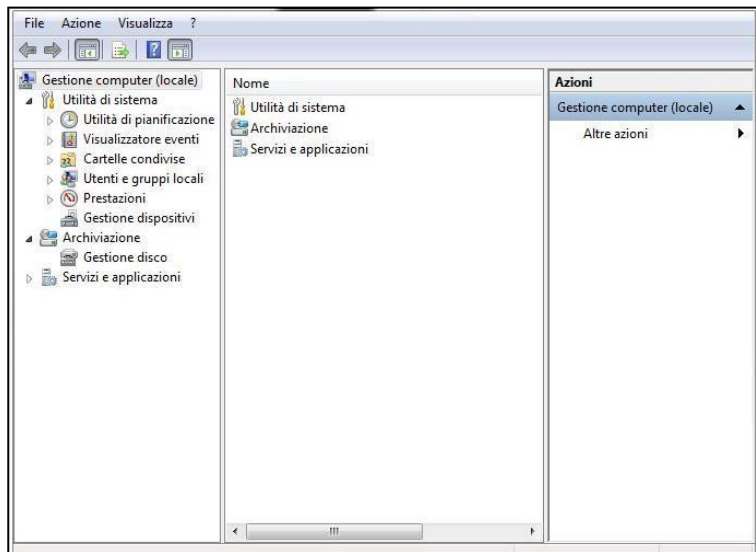 File Azione Visualizza ?
Gestione computer (locale)
Utilità di sistema
Utilità di pianificazione
Visualizzatore eventi
Cartelle condivise
Utenti e gruppi locali
Prestazioni
Gestione dispositivi
Archiviazione
Gestione disco
Servizi e applicazioni
Nome
Utilità di sistema
Archiviazione
Servizi e applicazioni
Azioni
Gestione computer (locale)
Altre azioni